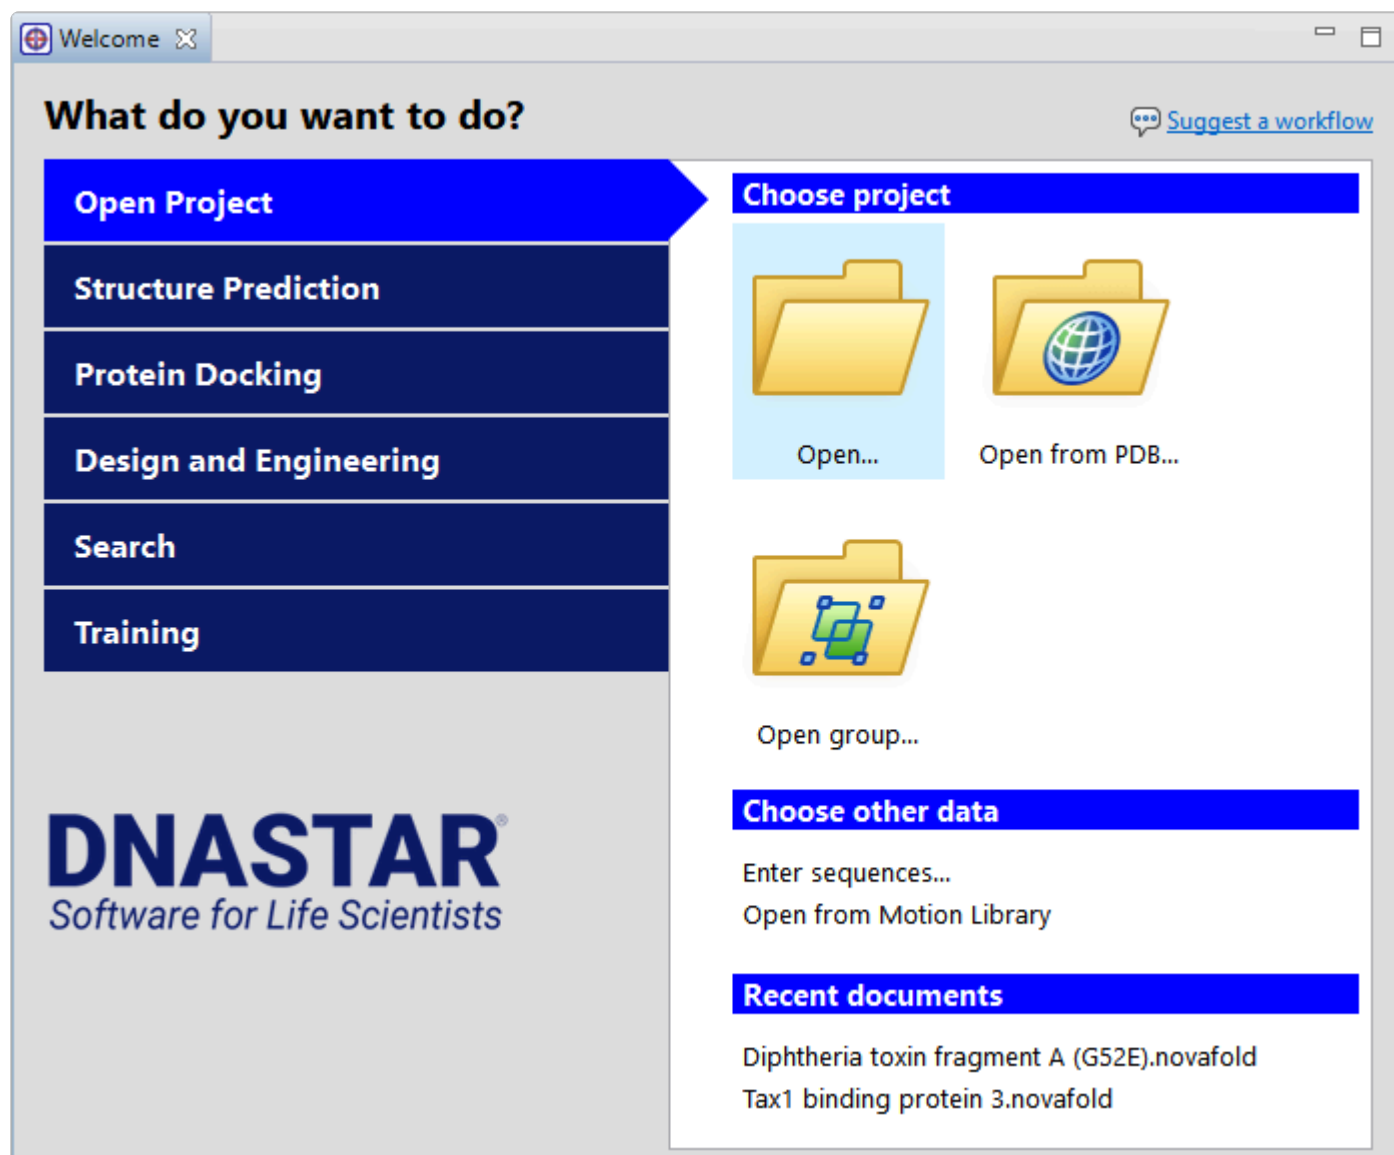 Welcome
What do you want to do?
Suggest a workflow
Open Project
Structure Prediction
Protein Docking
Design and Engineering
Search
Training
DNASTAR®
Software for Life Scientists
Choose project
Open...
Open from PDB...
Open group...
Choose other data
Enter sequences...
Open from Motion Library
Recent documents
Diphtheria toxin fragment A (G52E).novafold
Tax1 binding protein 3.novafold